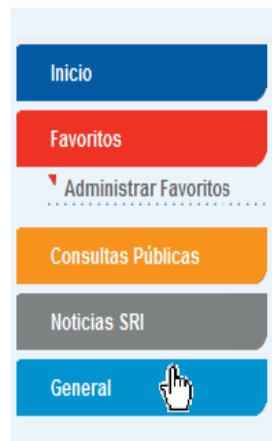 Inicio
Favoritos
Administrar Favoritos
Consultas Públicas
Noticias SRI
General